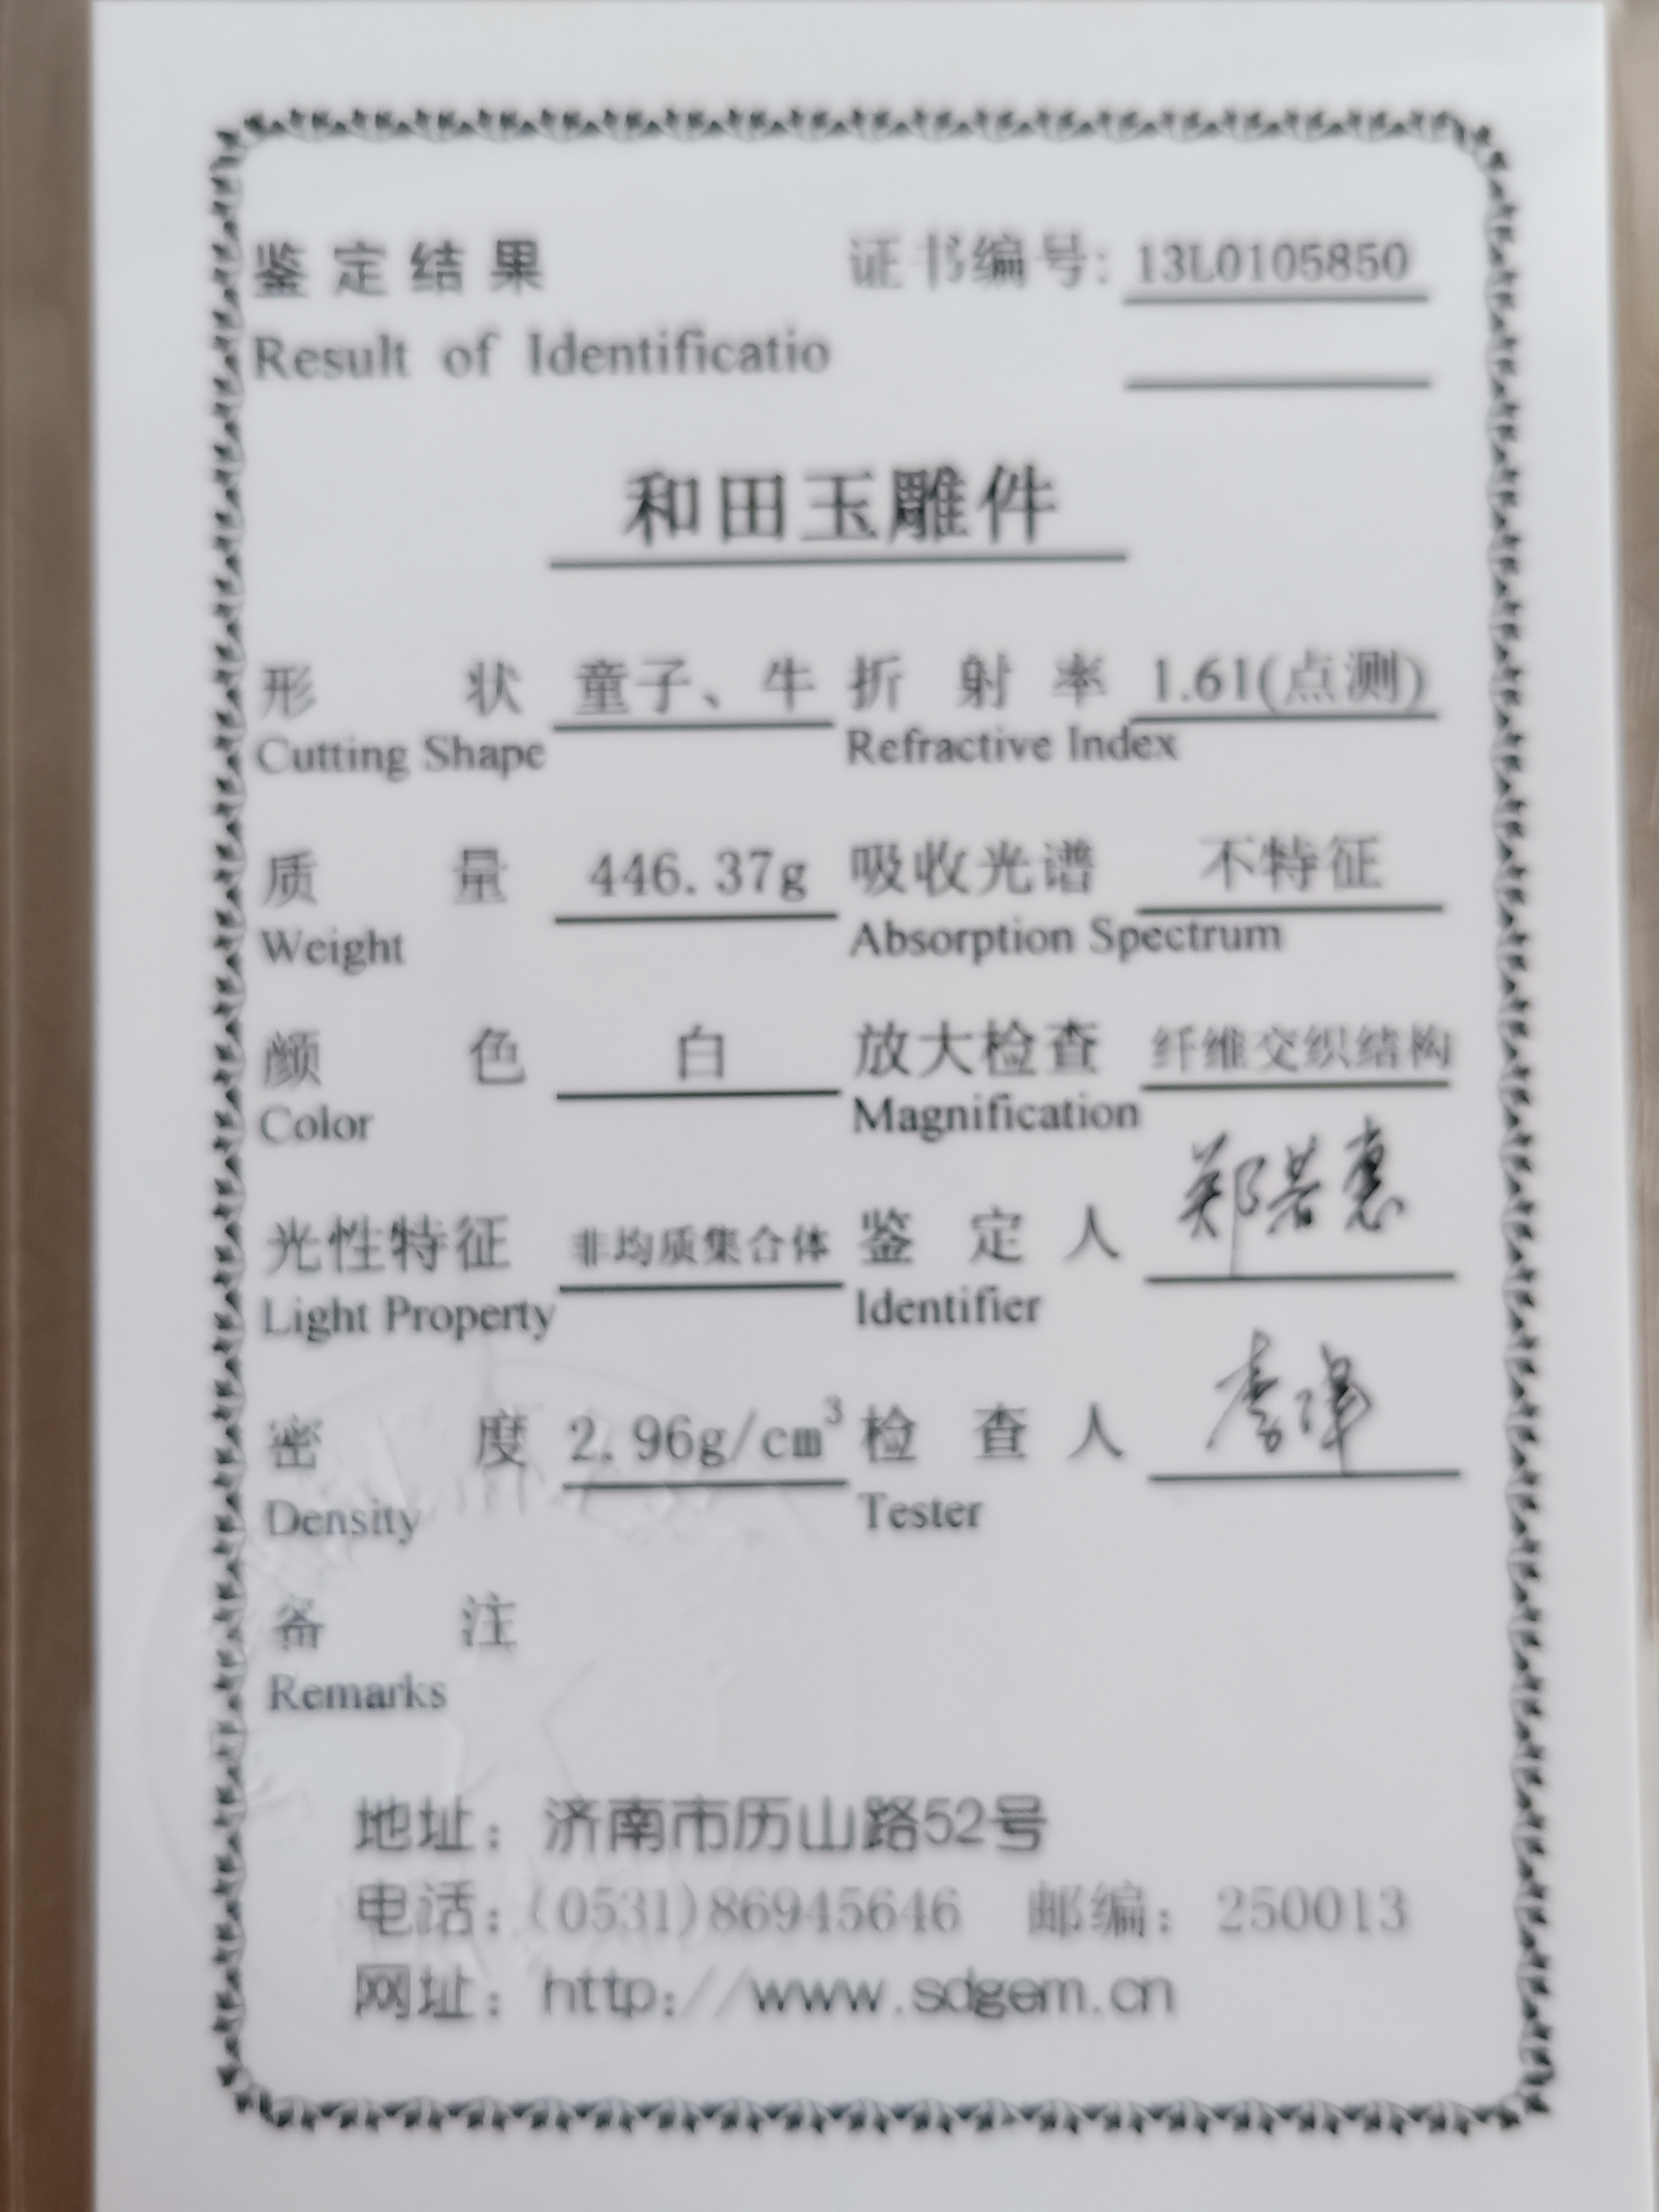 鉴定结果 证书编号: 13L0105850
Result of Identificatio
和田玉雕件
形状 童子、牛 折射率 1.61(点测)
Cutting Shape Refractive Index
质量 446.37g 吸收光谱 不特征
Weight Absorption Spectrum
颜色 白 放大检查 纤维交织结构
Color Magnification
光性特征 非均质集合体 鉴定人 郑若惠
Light Property Identifier
密度 2.96g/cm³ 检查人
Density Tester
备注
Remarks
地址：济南市历山路52号
电话：(0531)86945646 邮编：250013
网址：http://www.sdgem.cn